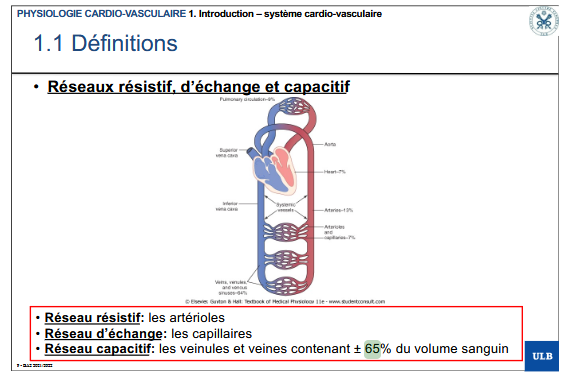 PHYSIOLOGIE CARDIO-VASCULAIRE 1. Introduction – système cardio-vasculaire
1.1 Définitions
• Réseaux résistif, d'échange et capacitif
Pulmonary circulation–9%
Superior
vena cava
Aorta
Heart–7%
Inferior
vena cava
Systemic
vessels
Arteries–13%
Arterioles
and
capillaries–7%
Veins, venules,
and venous
sinuses–64%
© Elsevier. Guyton & Hall: Textbook of Medical Physiology 11e - www.studentconsult.com
• Réseau résistif: les artérioles
• Réseau d'échange: les capillaires
• Réseau capacitif: les veinules et veines contenant ± 65% du volume sanguin
ULB